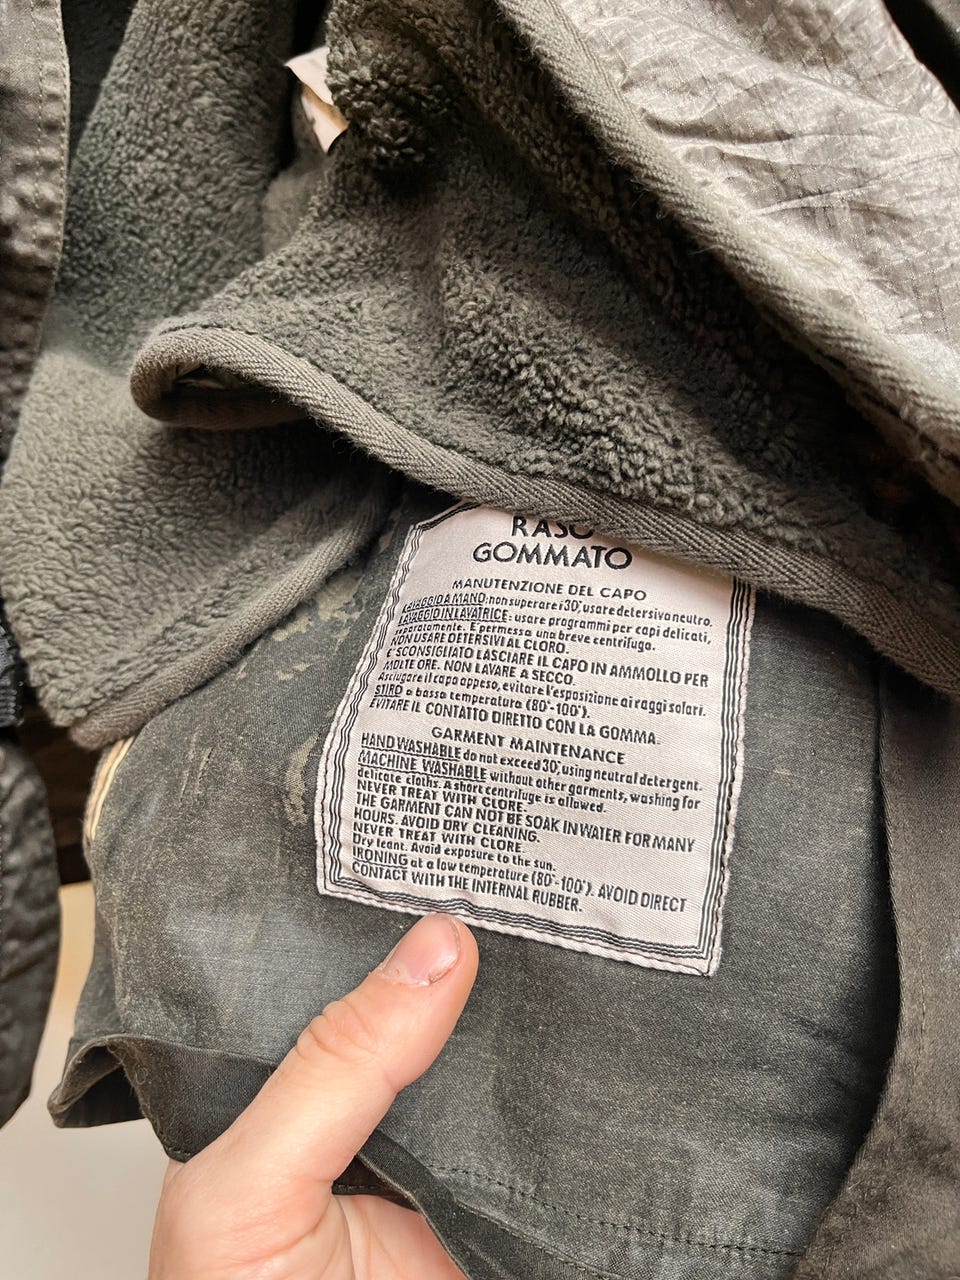 RASO
GOMMATO
MANUTENZIONE DEL CAPO
LAVAGGIO A MANO: non superare i 30°, usare detersivo neutro.
LAVAGGIO IN LAVATRICE: usare programmi per capi delicati,
separatamente. E' permessa una breve centrifuga.
NON USARE DETERSIVI AL CLORO.
E' SCONSIGLIATO LASCIARE IL CAPO IN AMMOLLO PER
MOLTE ORE. NON LAVARE A SECCO.
Asciugare il capo appeso, evitare l'esposizione ai raggi solari.
STIRO a bassa temperatura (80°-100°).
EVITARE IL CONTATTO DIRETTO CON LA GOMMA.
GARMENT MAINTENANCE
HAND WASHABLE do not exceed 30°, using neutral detergent.
MACHINE WASHABLE without other garments, washing for
delicate cloths. A short centrifuge is allowed.
NEVER TREAT WITH CLORE.
THE GARMENT CAN NOT BE SOAK IN WATER FOR MANY
HOURS. AVOID DRY CLEANING.
NEVER TREAT WITH CLORE.
Dry leant. Avoid exposure to the sun.
IRONING at a low temperature (80°-100°). AVOID DIRECT
CONTACT WITH THE INTERNAL RUBBER.